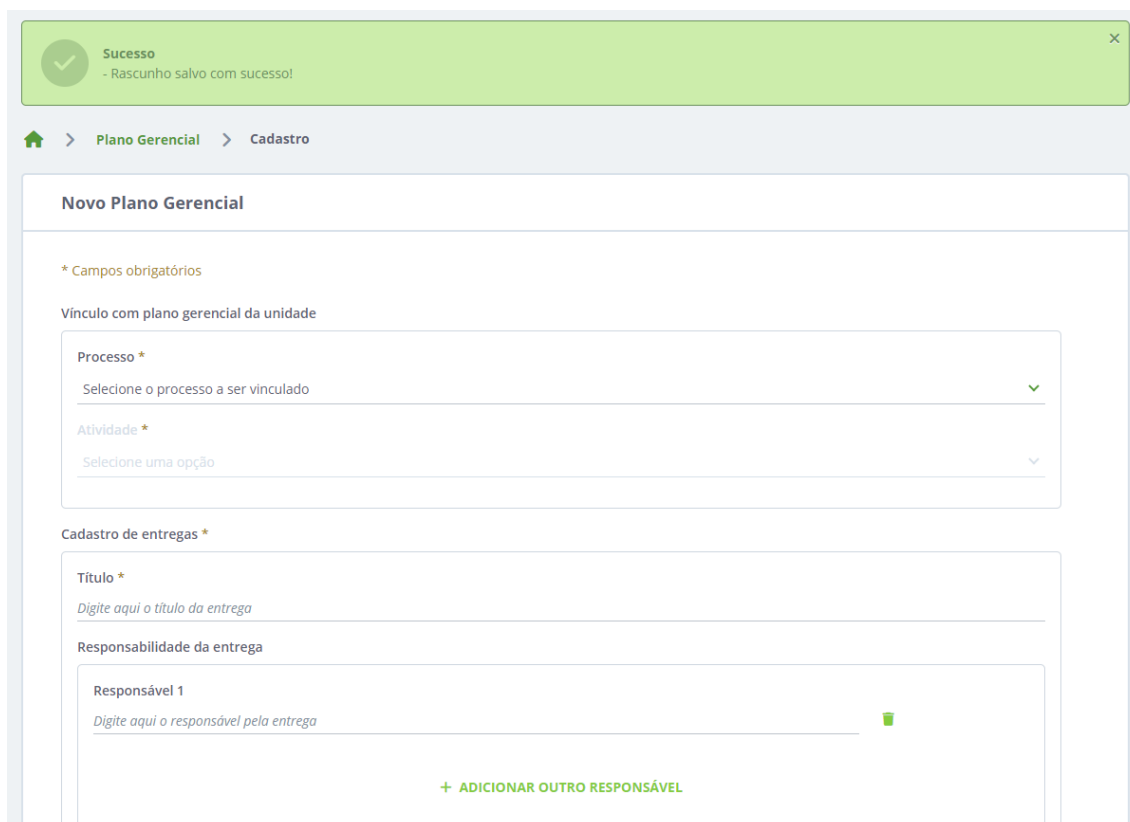 Sucesso
- Rascunho salvo com sucesso!
Plano Gerencial Cadastro
Novo Plano Gerencial
* Campos obrigatórios
Vínculo com plano gerencial da unidade
Processo *
Selecione o processo a ser vinculado
Atividade *
Selecione uma opção
Cadastro de entregas *
Título *
Digite aqui o título da entrega
Responsabilidade da entrega
Responsável 1
Digite aqui o responsável pela entrega
+ ADICIONAR OUTRO RESPONSÁVEL